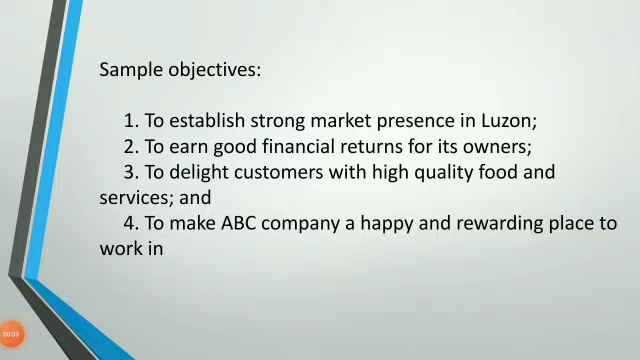 Sample objectives:
1. To establish strong market presence in Luzon;
2. To earn good financial returns for its owners;
3. To delight customers with high quality food and
services; and
4. To make ABC company a happy and rewarding place to
work in
00:03